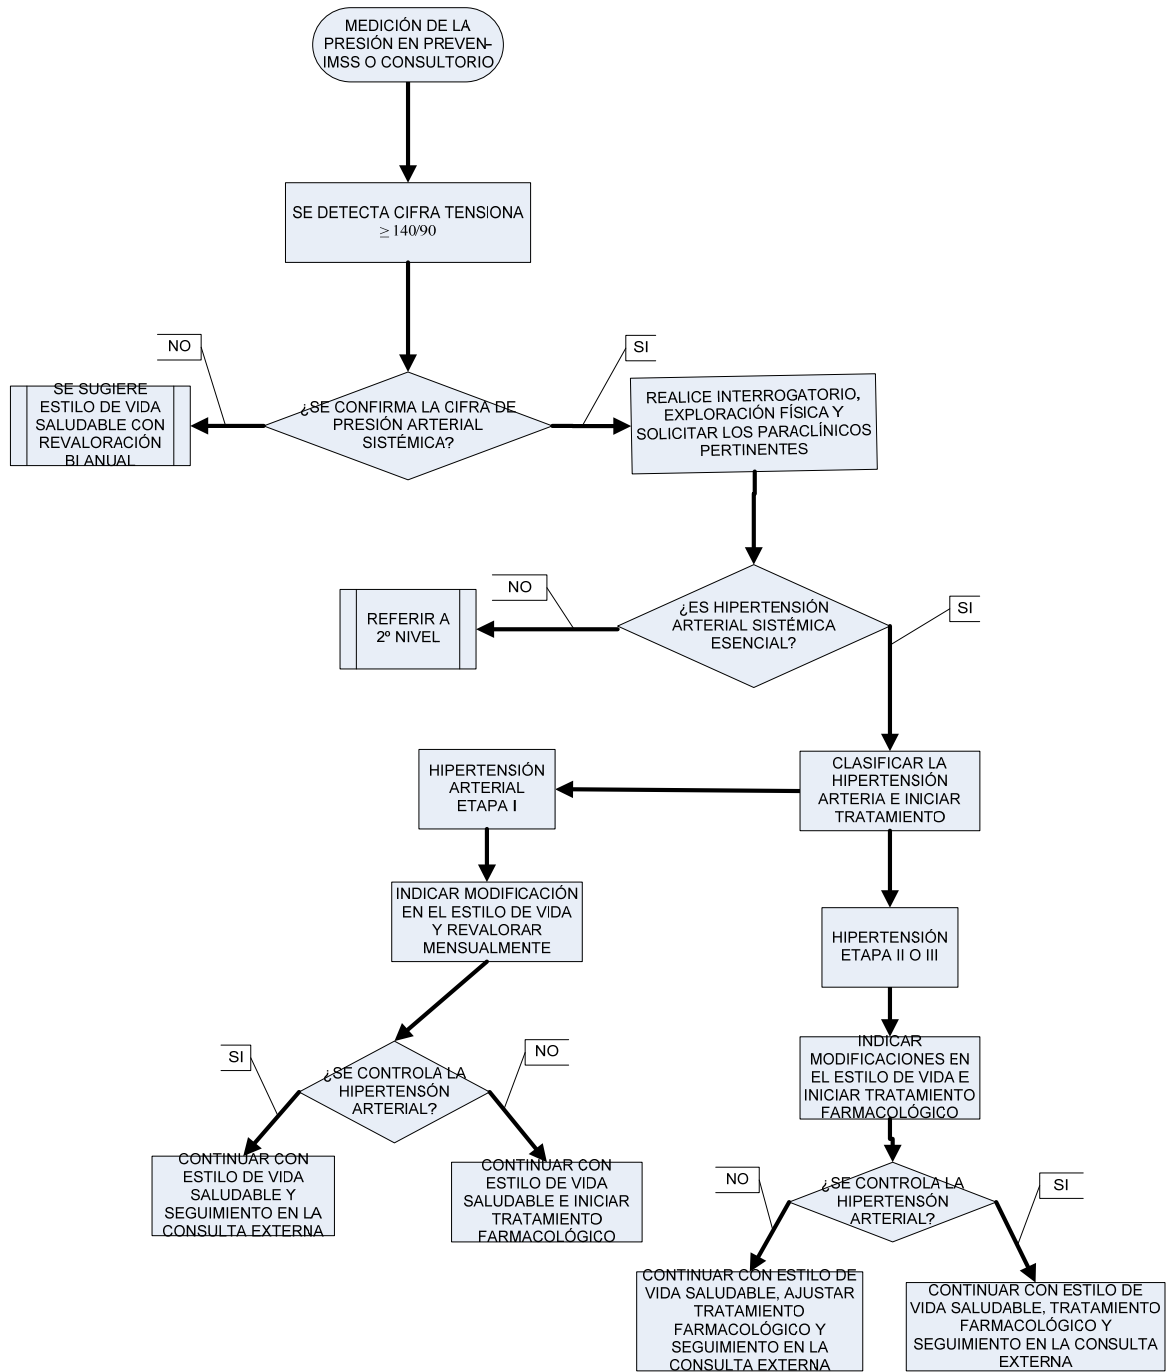 MEDICIÓN DE LA
PRESIÓN EN PREVEN-
IMSS O CONSULTORIO
SE DETECTA CIFRA TENSIONA
≥ 140/90
NO
SI
SE SUGIERE
ESTILO DE VIDA
SALUDABLE CON
REVALORACIÓN
BI ANUAL
¿SE CONFIRMA LA CIFRA DE
PRESIÓN ARTERIAL
SISTÉMICA?
REALICE INTERROGATORIO,
EXPLORACIÓN FÍSICA Y
SOLICITAR LOS PARACLÍNICOS
PERTINENTES
NO
SI
REFERIR A
2º NIVEL
¿ES HIPERTENSIÓN
ARTERIAL SISTÉMICA
ESENCIAL?
HIPERTENSIÓN
ARTERIAL
ETAPA I
CLASIFICAR LA
HIPERTENSIÓN
ARTERIA E INICIAR
TRATAMIENTO
INDICAR MODIFICACIÓN
EN EL ESTILO DE VIDA
Y REVALORAR
MENSUALMENTE
HIPERTENSIÓN
ETAPA II O III
SI
NO
¿SE CONTROLA LA
HIPERTENSÓN
ARTERIAL?
INDICAR
MODIFICACIONES EN
EL ESTILO DE VIDA E
INICIAR TRATAMIENTO
FARMACOLÓGICO
CONTINUAR CON
ESTILO DE VIDA
SALUDABLE Y
SEGUIMIENTO EN LA
CONSULTA EXTERNA
CONTINUAR CON
ESTILO DE VIDA
SALUDABLE E INICIAR
TRATAMIENTO
FARMACOLÓGICO
NO
SI
¿SE CONTROLA LA
HIPERTENSÓN
ARTERIAL?
CONTINUAR CON ESTILO DE
VIDA SALUDABLE, AJUSTAR
TRATAMIENTO
FARMACOLÓGICO Y
SEGUIMIENTO EN LA
CONSULTA EXTERNA
CONTINUAR CON ESTILO DE
VIDA SALUDABLE, TRATAMIENTO
FARMACOLÓGICO Y
SEGUIMIENTO EN LA CONSULTA
EXTERNA